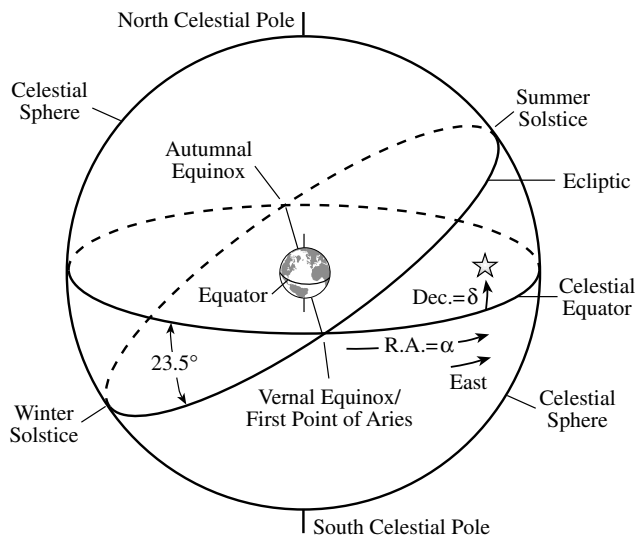 North Celestial Pole
Celestial
Sphere
Summer
Solstice
Autumnal
Equinox
Ecliptic
Equator
Dec.=δ
Celestial
Equator
R.A.=α
23.5°
East
Vernal Equinox/
First Point of Aries
Winter
Solstice
Celestial
Sphere
South Celestial Pole